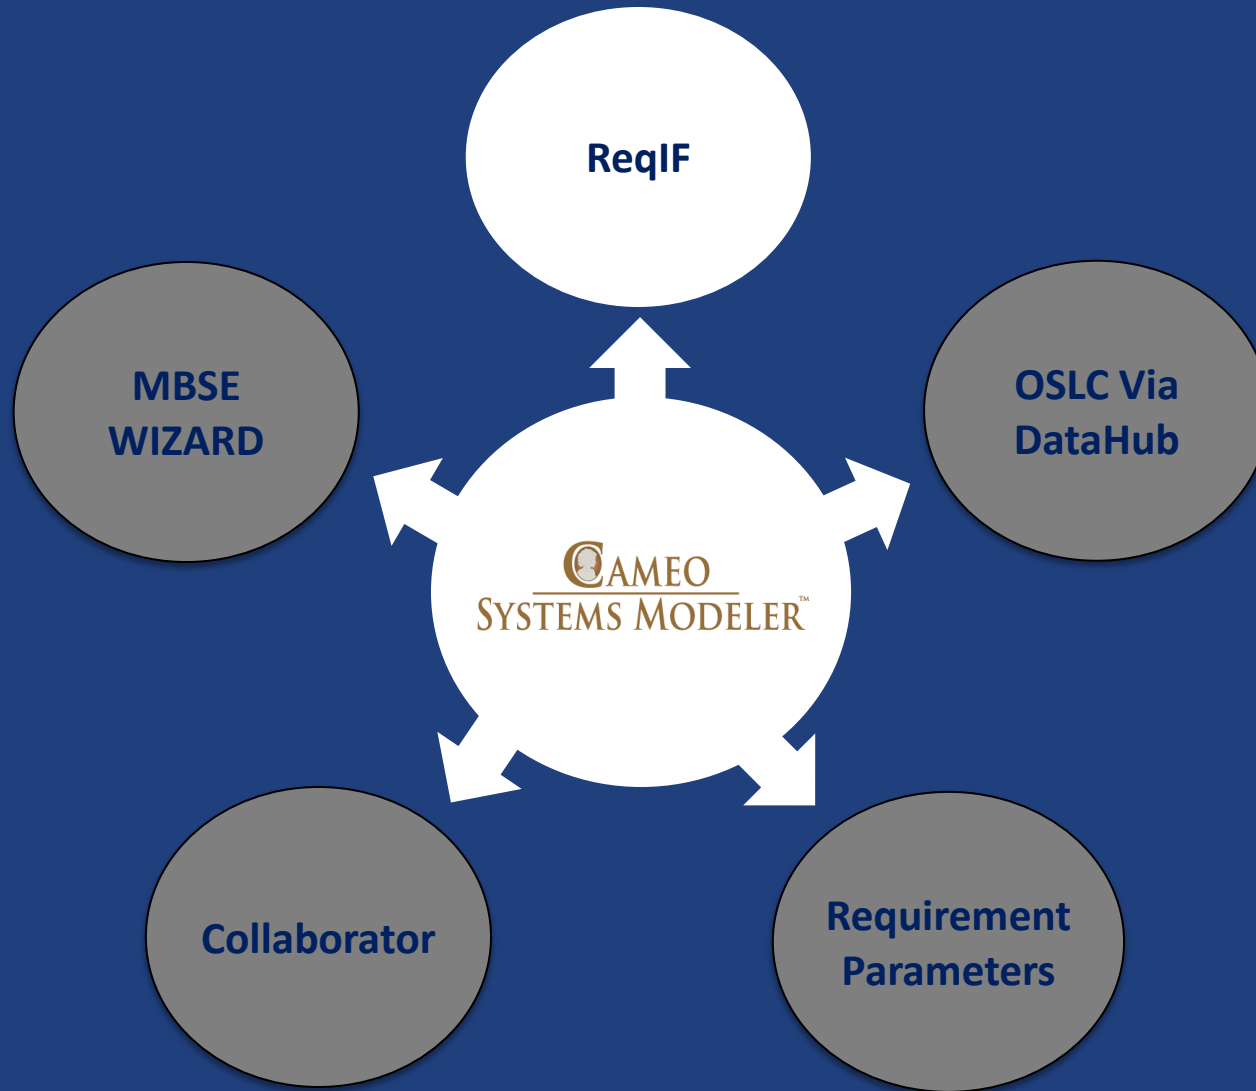 ReqIF
MBSE
WIZARD
OSLC Via
DataHub
CAMEO
SYSTEMS MODELER™
Collaborator
Requirement
Parameters